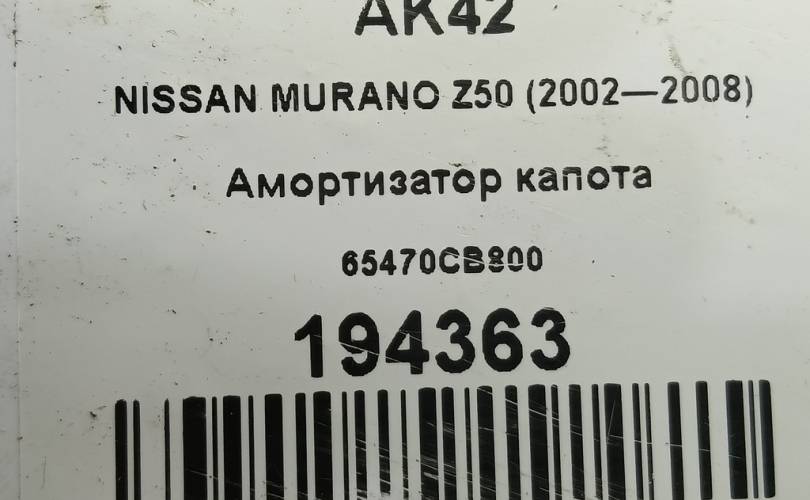 AK42
NISSAN MURANO Z50 (2002—2008)
Амортизатор капота
65470CB800
194363